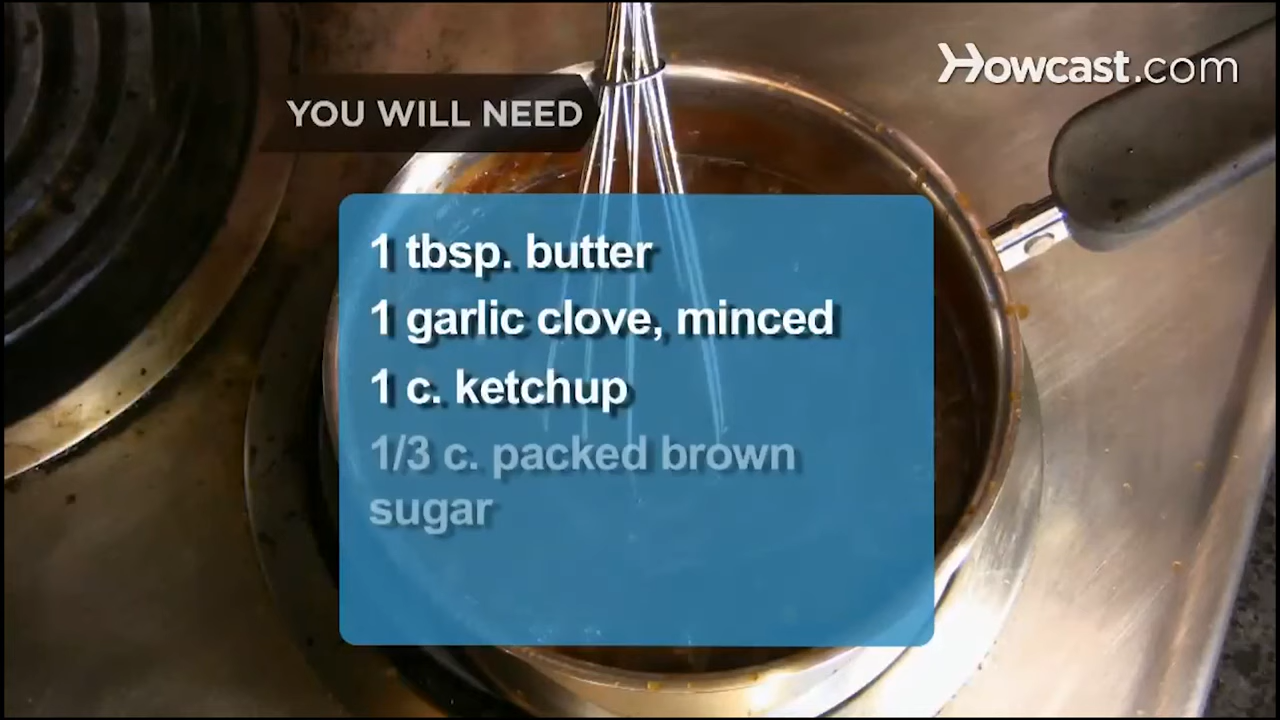 Howcast.com
YOU WILL NEED
1 tbsp. butter
1 garlic clove, minced
1 c. ketchup
1/3 c. packed brown
sugar